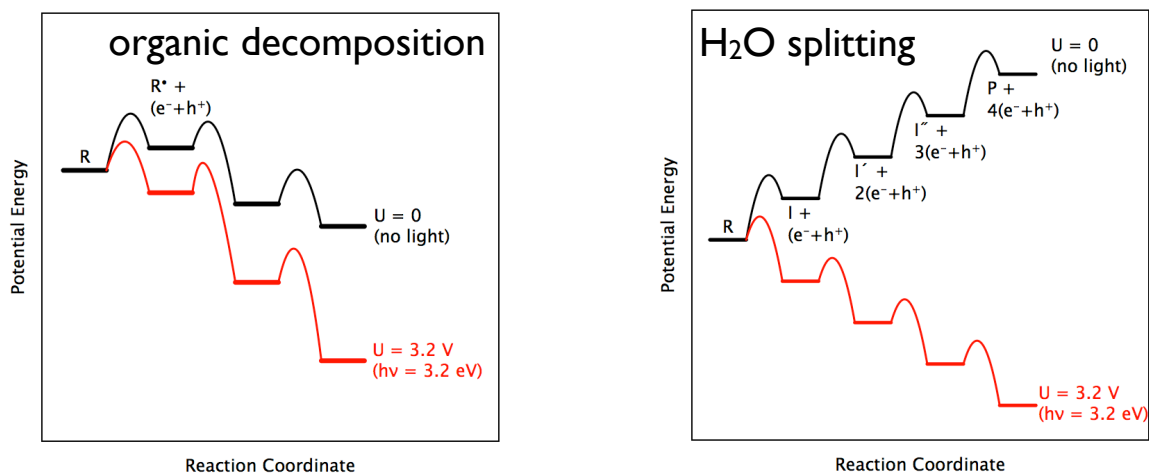 organic decomposition
R• +
(e⁻+h⁺)
R
U = 0
(no light)
U = 3.2 V
(hν = 3.2 eV)
Potential Energy
Reaction Coordinate
H₂O splitting
U = 0
(no light)
P +
4(e⁻+h⁺)
I˝ +
3(e⁻+h⁺)
I´ +
2(e⁻+h⁺)
I +
(e⁻+h⁺)
R
U = 3.2 V
(hν = 3.2 eV)
Potential Energy
Reaction Coordinate